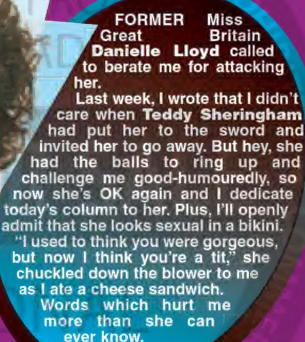 FORMER Miss
Great Britain
Danielle Lloyd called
to berate me for attacking
her.
Last week, I wrote that I didn't
care when Teddy Sheringham
had put her to the sword and
invited her to go away. But hey, she
had the balls to ring up and
challenge me good-humouredly, so
now she's OK again and I dedicate
today's column to her. Plus, I'll openly
admit that she looks sexual in a bikini.
"I used to think you were gorgeous,
but now I think you're a tit," she
chuckled down the blower to me
as I ate a cheese sandwich.
Words which hurt me
more than she can
ever know.